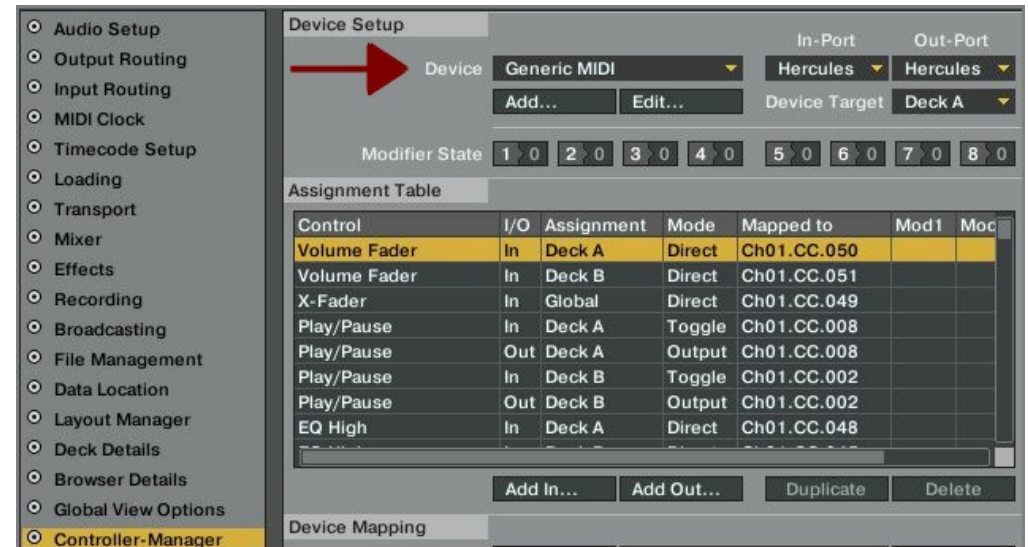 Audio Setup
Output Routing
Input Routing
MIDI Clock
Timecode Setup
Loading
Transport
Mixer
Effects
Recording
Broadcasting
File Management
Data Location
Layout Manager
Deck Details
Browser Details
Global View Options
Controller-Manager
Device Setup
In-Port Out-Port
Device Generic MIDI Hercules Hercules
Add... Edit... Device Target Deck A
Modifier State 1 0 2 0 3 0 4 0 5 0 6 0 7 0 8 0
Assignment Table
Control I/O Assignment Mode Mapped to Mod1 Mod
Volume Fader In Deck A Direct Ch01.CC.050
Volume Fader In Deck B Direct Ch01.CC.051
X-Fader In Global Direct Ch01.CC.049
Play/Pause In Deck A Toggle Ch01.CC.008
Play/Pause Out Deck A Output Ch01.CC.008
Play/Pause In Deck B Toggle Ch01.CC.002
Play/Pause Out Deck B Output Ch01.CC.002
EQ High In Deck A Direct Ch01.CC.048
Add In... Add Out... Duplicate Delete
Device Mapping